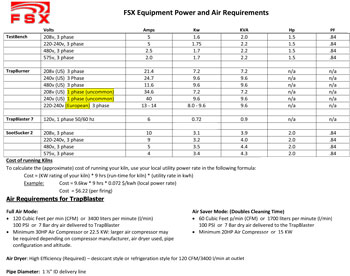 FSX
FSX Equipment Power and Air Requirements
Volts Amps Kw KVA Hp PF
TestBench 208v, 3 phase 5 1.6 2.0 1.5 .84
220-240v, 3 phase 5 1.75 2.2 1.5 .84
480v, 3 phase 2.5 1.7 2.2 1.5 .84
575v, 3 phase 2.0 1.7 2.2 1.5 .84
TrapBurner 208v (US) 3 Phase 21.4 7.2 7.2 n/a n/a
240v (US) 3 Phase 24.7 9.6 9.6 n/a n/a
480v (US) 3 Phase 11.6 9.6 9.6 n/a n/a
208v (US) 1 phase (uncommon) 34.6 7.2 7.2 n/a n/a
240v (US) 1 phase (uncommon) 40 9.6 9.6 n/a n/a
220-240v (European) 3 phase 13 - 14 8.0 - 9.6 n/a n/a
TrapBlaster 7 120v, 1 phase 50/60 hz 6 0.72 0.9 n/a n/a
SootSucker 2 208v, 3 phase 10 3.1 3.9 2.0 .84
220-240v, 3 phase 9 3.2 4.0 2.0 .84
480v, 3 phase 5 3.5 4.4 2.0 .84
575v, 3 phase 4 3.4 4.3 2.0 .84
Cost of running Kilns
To calculate the (approximate) cost of running your kiln, use your local utility power rate in the following formula:
Cost = (KW rating of your kiln) * 9 hrs (run-time for kiln) * (utility rate in kwh)
Example: Cost = 9.6kw * 9 hrs * 0.072 $/kwh (local power rate)
Cost = $6.22 (per firing)
Air Requirements for TrapBlaster
Full Air Mode:
• 120 Cubic Feet per min (CFM) or 3400 liters per minute (l/min)
100 PSI or 7 Bar dry air delivered to TrapBlaster
• Minimum 30HP Air Compressor or 22.5 KW: larger air compressor may
be required depending on compressor manufacturer, air dryer used, pipe
configuration and altitude.
Air Saver Mode: (Doubles Cleaning Time)
• 60 Cubic Feet p/min (CFM) or 1700 liters per minute (l/min)
100 PSI or 7 Bar dry air delivered to the TrapBlaster
• Minimum 20HP Air Compressor or 15 KW
Air Dryer: High Efficiency (Required) – desiccant style or refrigeration style for 120 CFM/3400 l/min at outlet
Pipe Diameter: 1 ½" ID delivery line